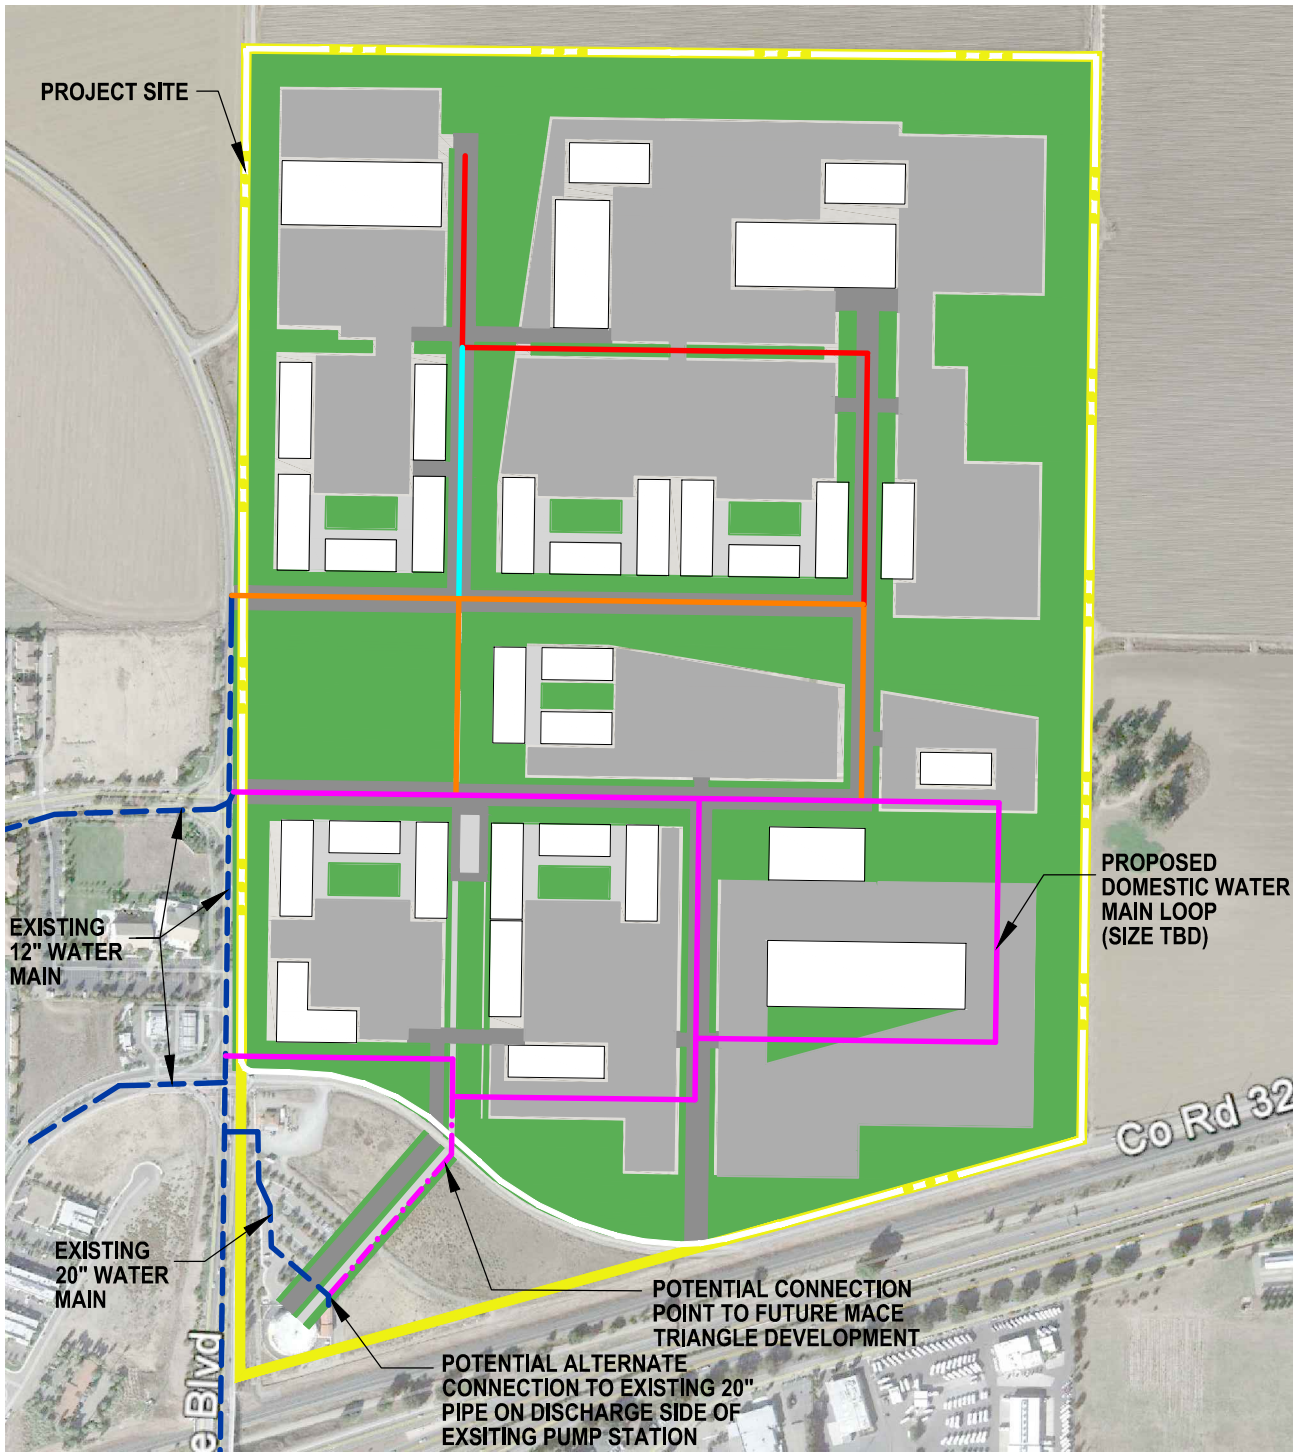 PROJECT SITE
PROPOSED
DOMESTIC WATER
MAIN LOOP
(SIZE TBD)
EXISTING
12" WATER
MAIN
Co Rd 32
EXISTING
20" WATER
MAIN
POTENTIAL CONNECTION
POINT TO FUTURE MACE
TRIANGLE DEVELOPMENT
POTENTIAL ALTERNATE
CONNECTION TO EXISTING 20"
PIPE ON DISCHARGE SIDE OF
EXSITING PUMP STATION
e Blvd